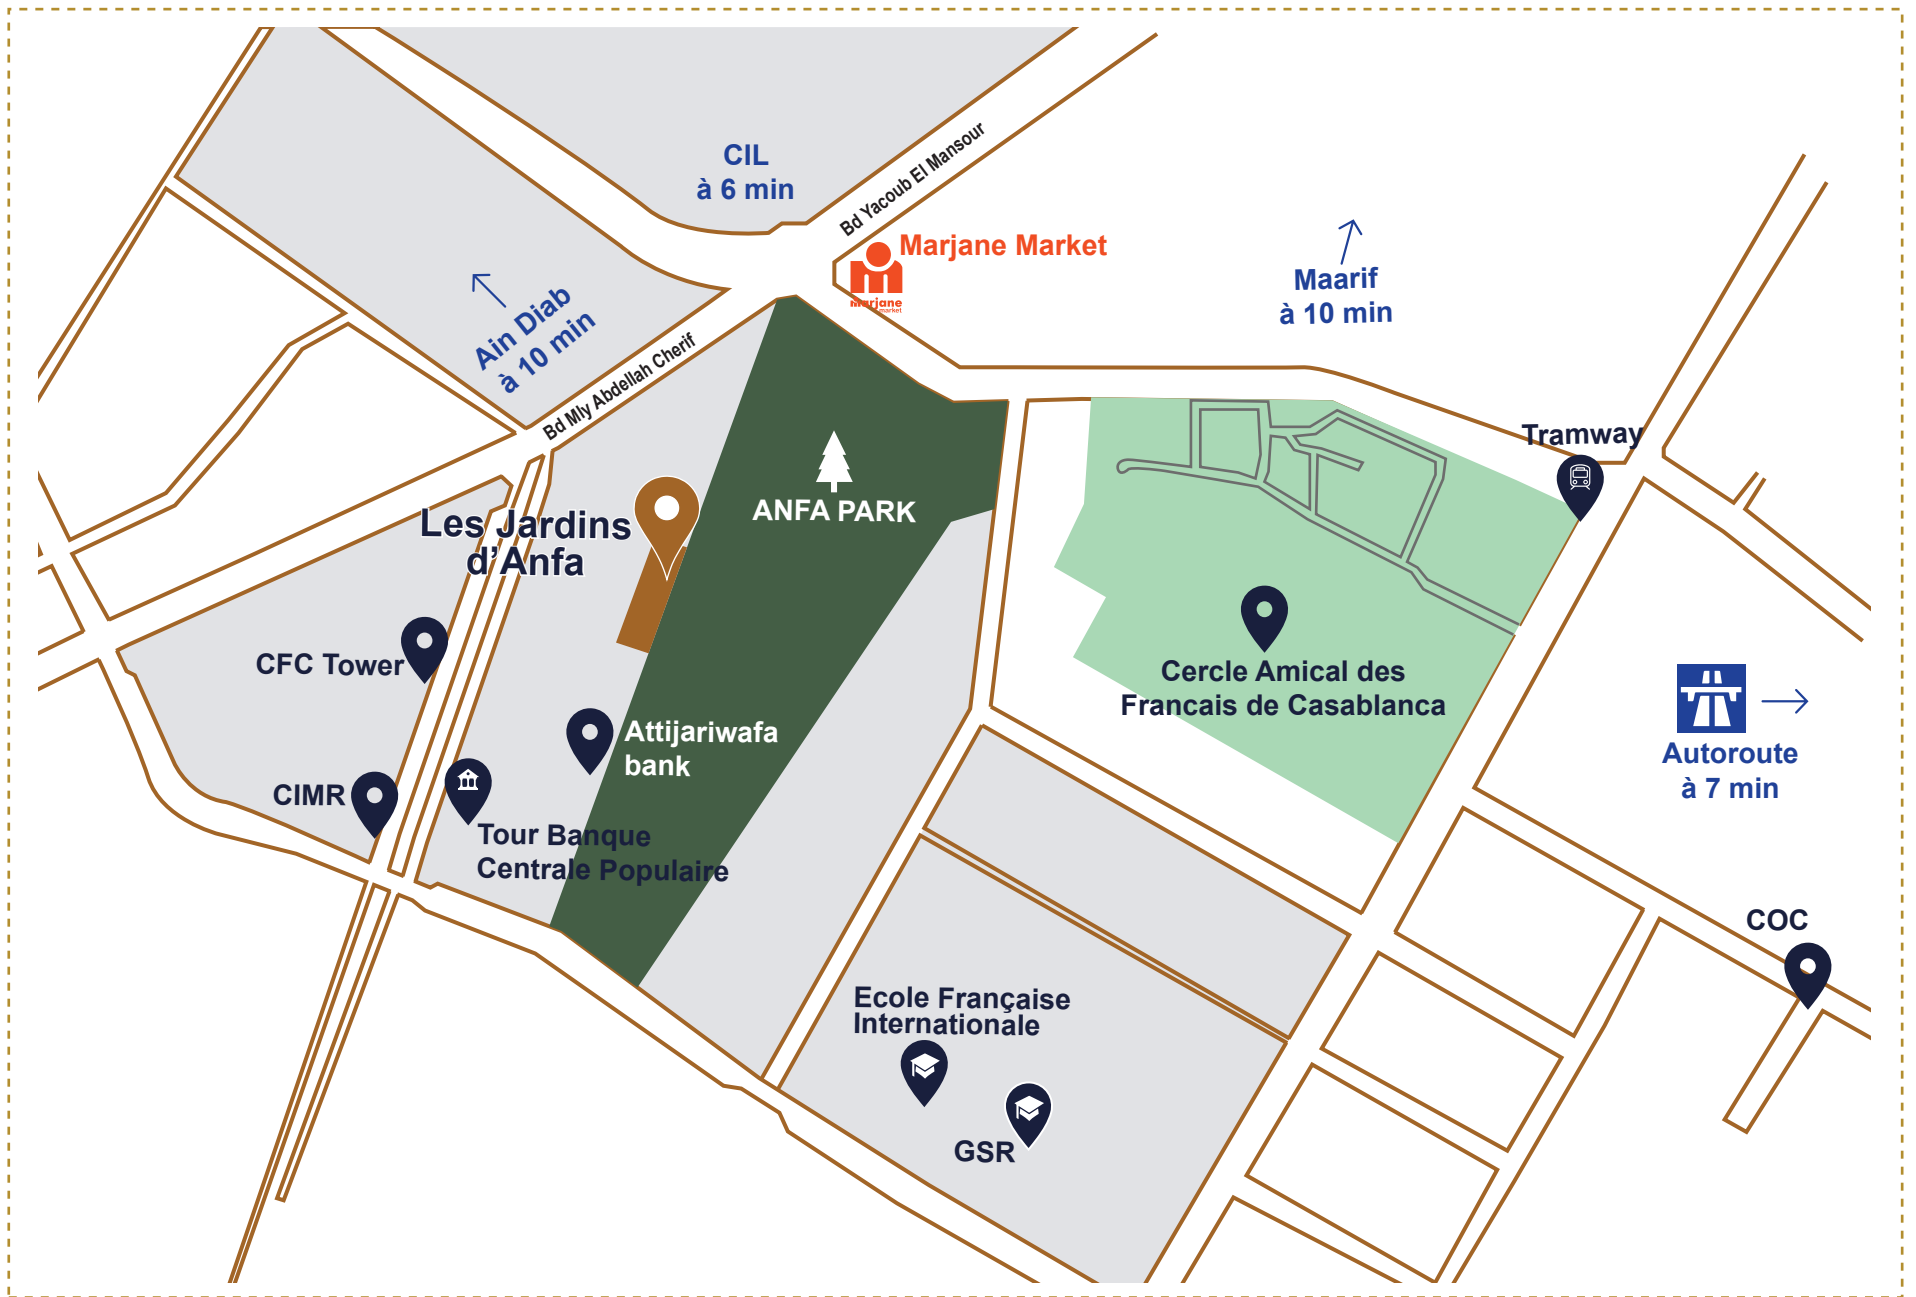 CIL
à 6 min
Bd Yacoub El Mansour
Marjane Market
marjane
market
Maarif
à 10 min
Ain Diab
à 10 min
Bd Mly Abdellah Cherif
Tramway
ANFA PARK
Les Jardins
d'Anfa
CFC Tower
Cercle Amical des
Francais de Casablanca
Attijariwafa
bank
Autoroute
à 7 min
CIMR
Tour Banque
Centrale Populaire
COC
Ecole Française
Internationale
GSR